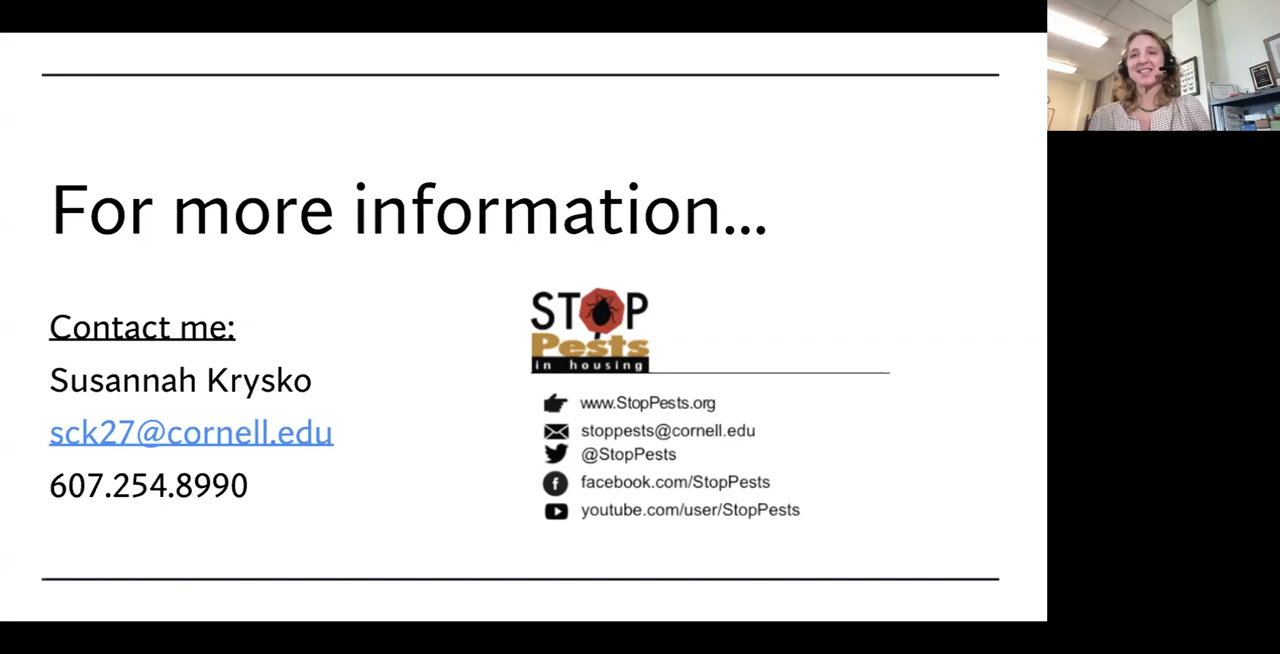 For more information...
Contact me:
Susannah Krysko
sck27@cornell.edu
607.254.8990
STOP
Pests
in housing
www.StopPests.org
stoppests@cornell.edu
@StopPests
facebook.com/StopPests
youtube.com/user/StopPests